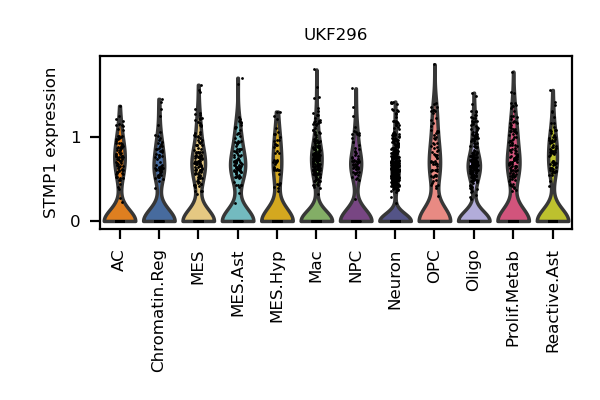 UKF296
STMP1 expression
1
0
AC
Chromatin.Reg
MES
MES.Ast
MES.Hyp
Mac
NPC
Neuron
OPC
Oligo
Prolif.Metab
Reactive.Ast